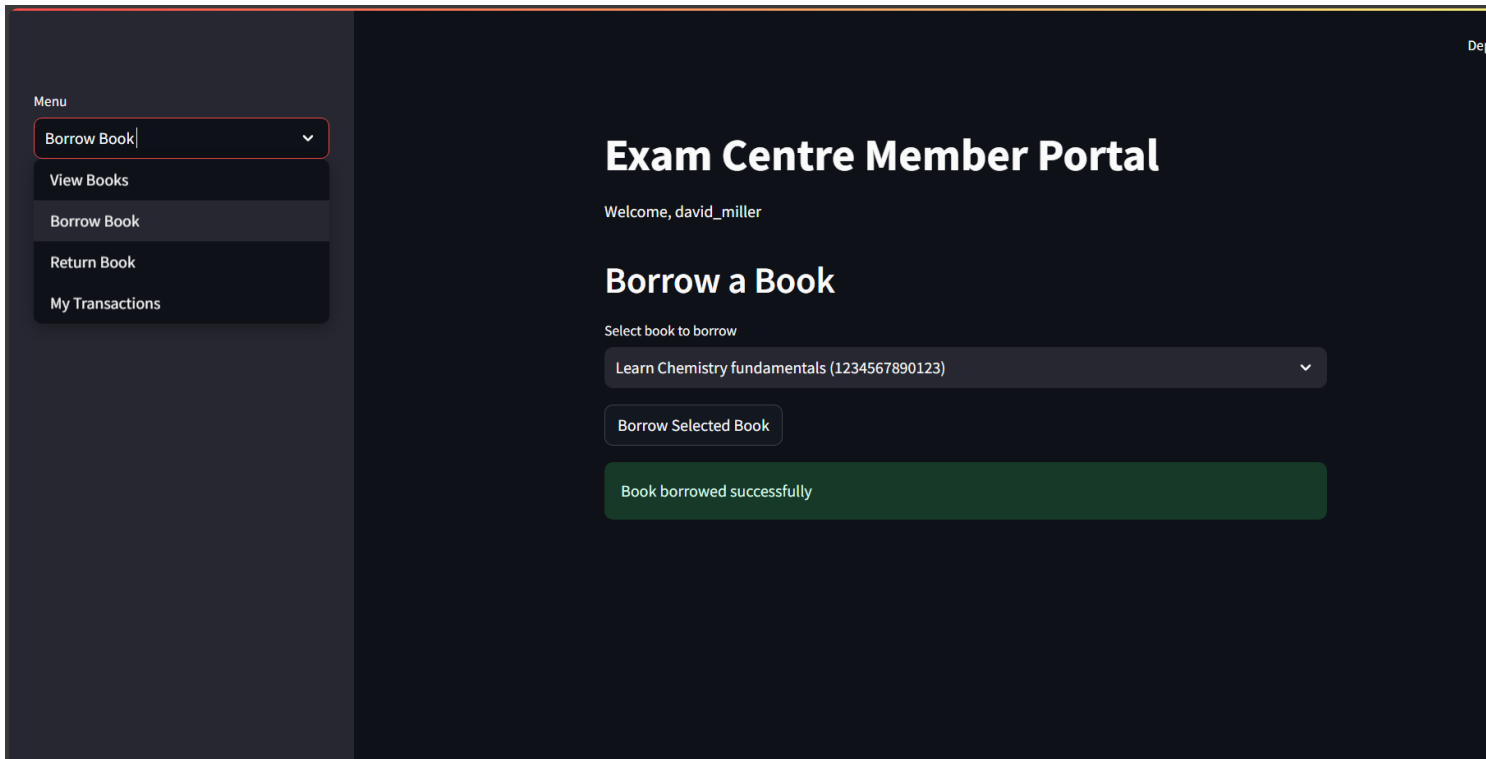 Menu
Borrow Book
View Books
Borrow Book
Return Book
My Transactions
Exam Centre Member Portal
Welcome, david_miller
Borrow a Book
Select book to borrow
Learn Chemistry fundamentals (1234567890123)
Borrow Selected Book
Book borrowed successfully